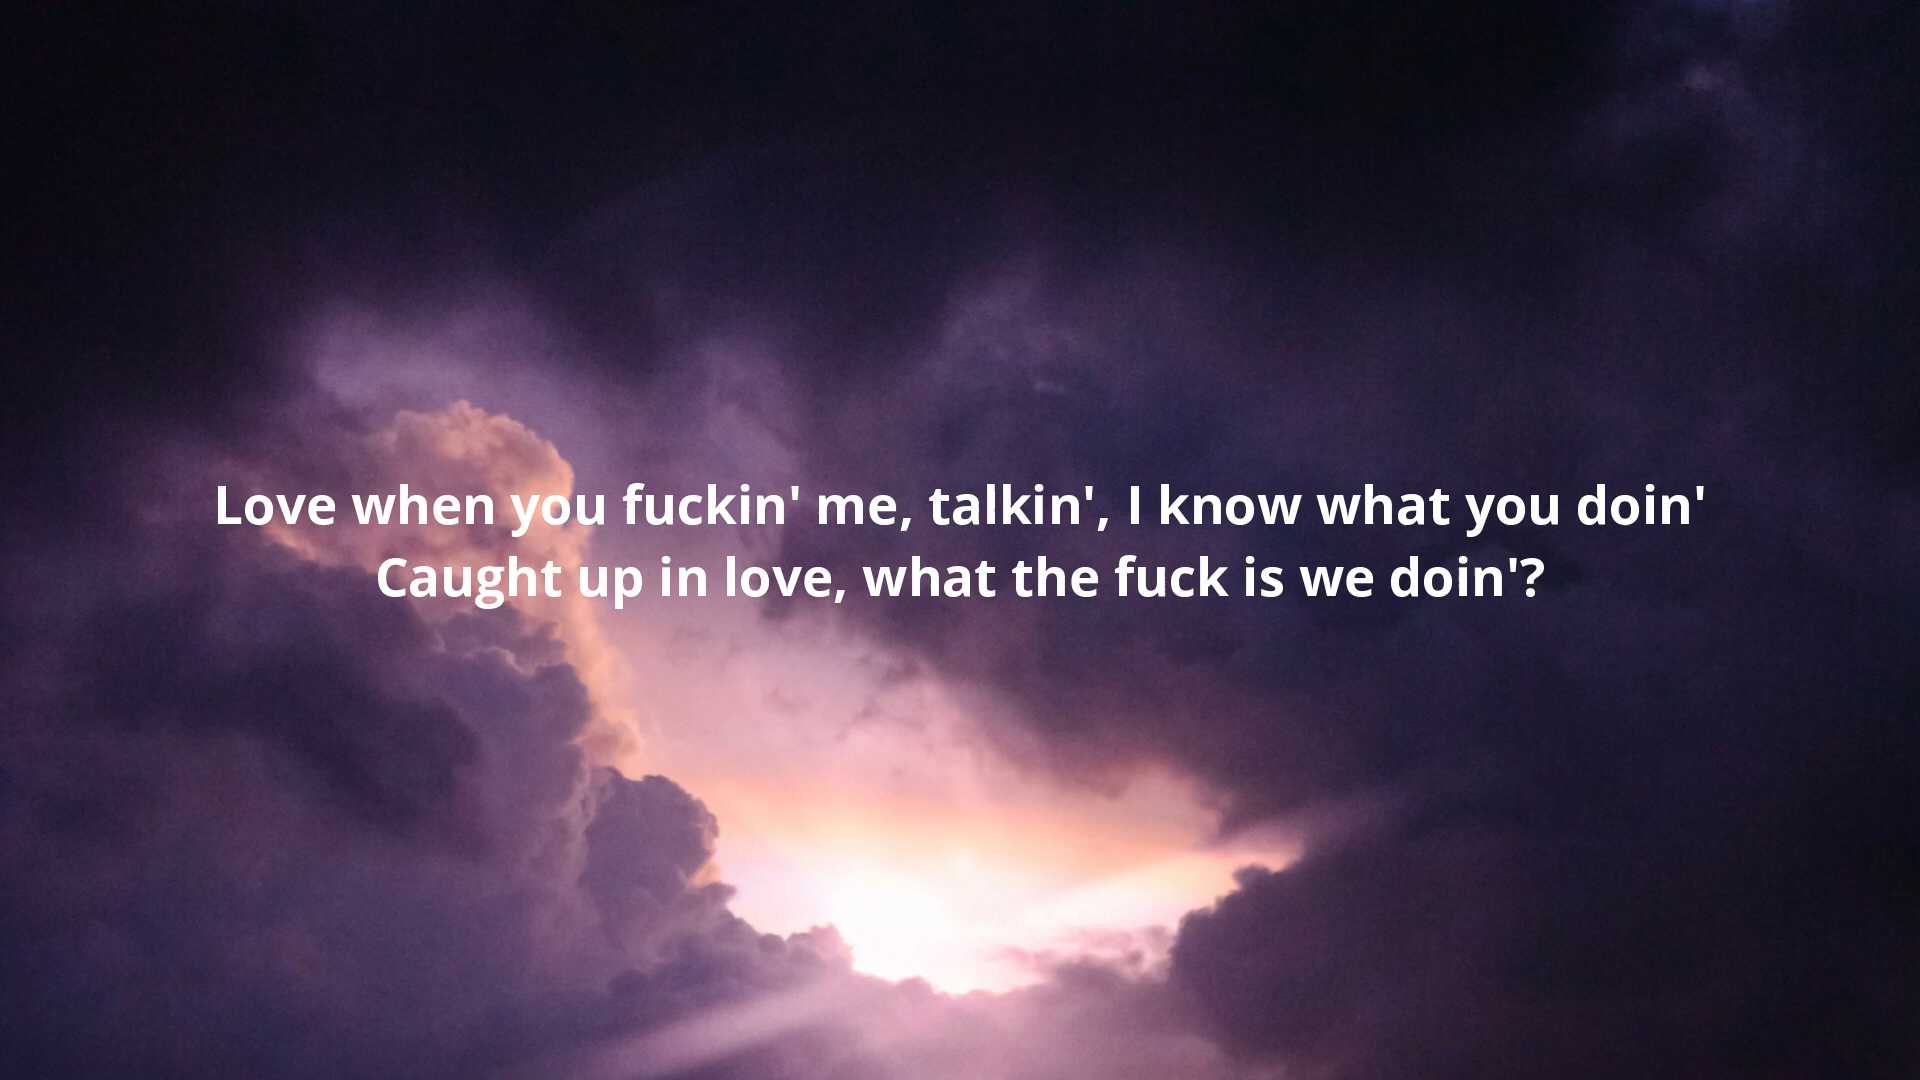 Love when you fuckin' me, talkin', I know what you doin'
Caught up in love, what the fuck is we doin'?